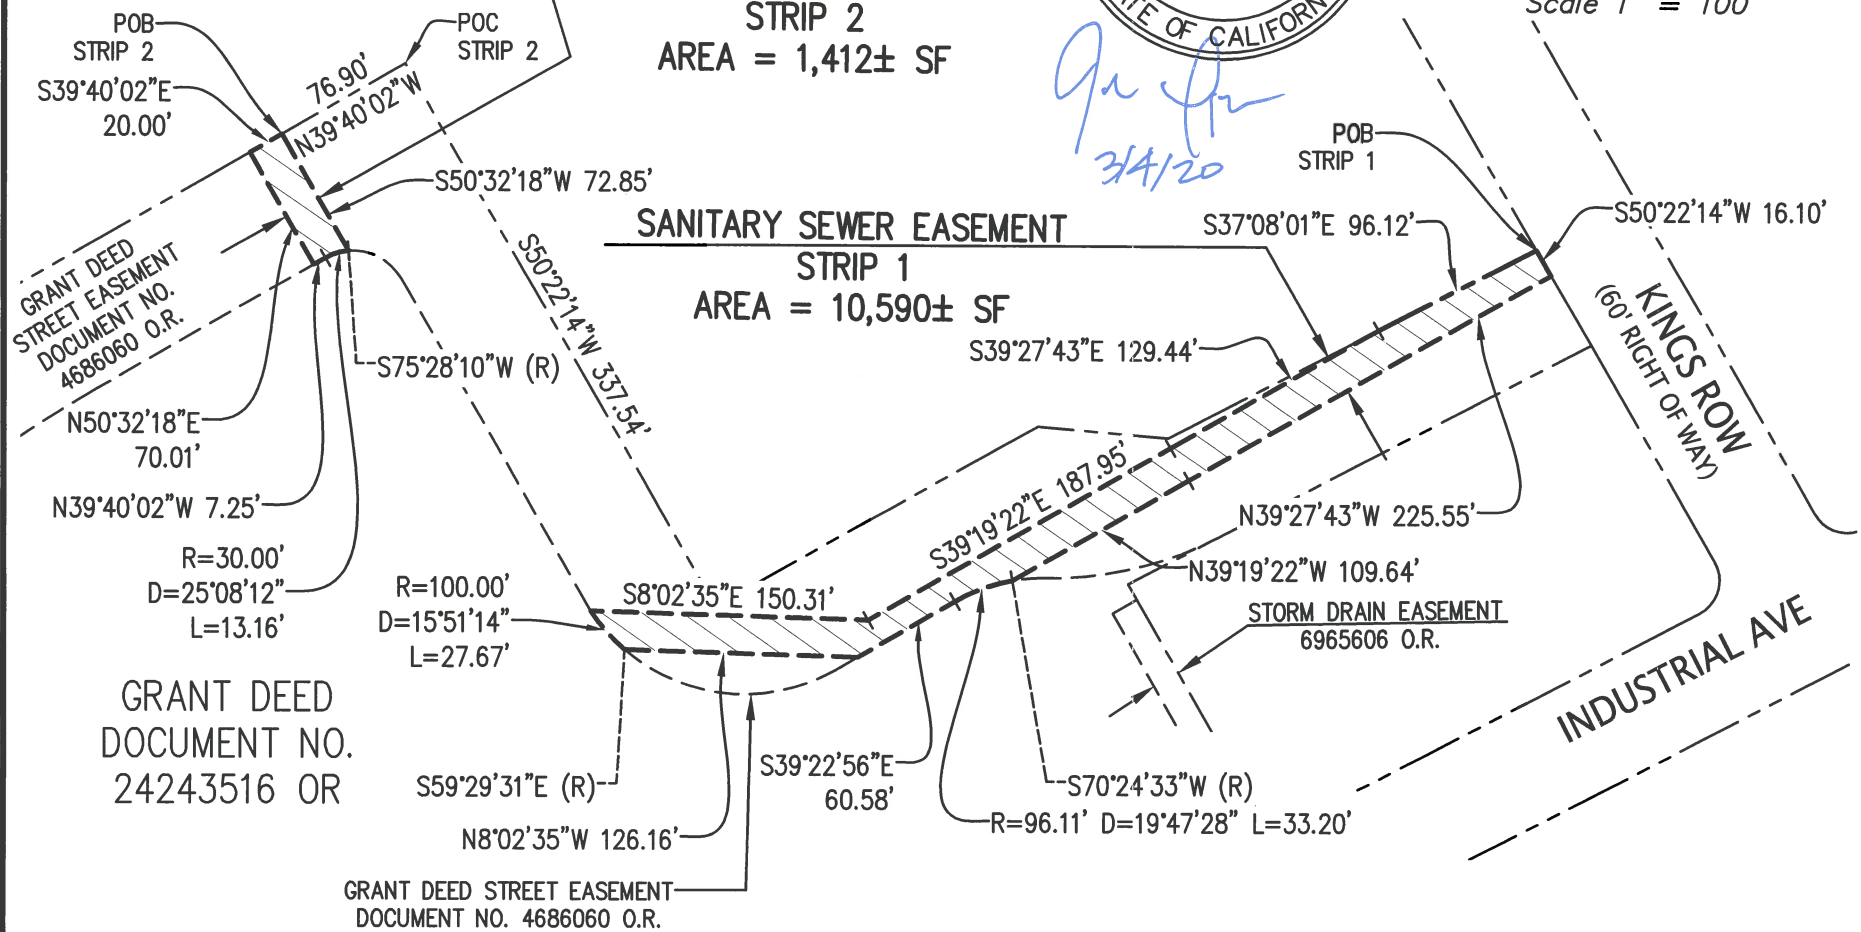 POB
STRIP 2
S39°40'02"E
20.00'
76.90'
N39°40'02"W
POC
STRIP 2
STRIP 2
AREA = 1,412± SF
ATE OF CALIFORN
Scale 1" = 100'
3/4/20
POB
STRIP 1
S50°32'18"W 72.85'
SANITARY SEWER EASEMENT
STRIP 1
AREA = 10,590± SF
S37°08'01"E 96.12'
S50°22'14"W 16.10'
GRANT DEED
STREET EASEMENT
DOCUMENT NO.
4686060 O.R.
S50°22'14"W 337.54'
KINGS ROW
(60' RIGHT OF WAY)
S39°27'43"E 129.44'
S75°28'10"W (R)
N50°32'18"E
70.01'
N39°40'02"W 7.25'
S39°19'22"E 187.95'
N39°27'43"W 225.55'
R=30.00'
D=25°08'12"
L=13.16'
R=100.00'
D=15°51'14"
L=27.67'
S8°02'35"E 150.31'
N39°19'22"W 109.64'
STORM DRAIN EASEMENT
6965606 O.R.
INDUSTRIAL AVE
GRANT DEED
DOCUMENT NO.
24243516 OR
S59°29'31"E (R)
S39°22'56"E
60.58'
S70°24'33"W (R)
R=96.11' D=19°47'28" L=33.20'
N8°02'35"W 126.16'
GRANT DEED STREET EASEMENT
DOCUMENT NO. 4686060 O.R.